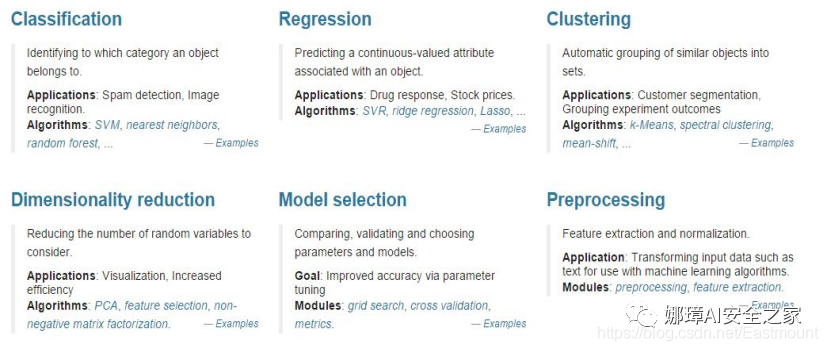 Classification
Identifying to which category an object
belongs to.
Applications: Spam detection, Image
recognition.
Algorithms: SVM, nearest neighbors,
random forest, ...
— Examples
Regression
Predicting a continuous-valued attribute
associated with an object.
Applications: Drug response, Stock prices.
Algorithms: SVR, ridge regression, Lasso, ...
— Examples
Clustering
Automatic grouping of similar objects into
sets.
Applications: Customer segmentation,
Grouping experiment outcomes
Algorithms: k-Means, spectral clustering,
mean-shift, ...
— Examples
Dimensionality reduction
Reducing the number of random variables to
consider.
Applications: Visualization, Increased
efficiency
Algorithms: PCA, feature selection, non-
negative matrix factorization.
— Examples
Model selection
Comparing, validating and choosing
parameters and models.
Goal: Improved accuracy via parameter
tuning
Modules: grid search, cross validation,
metrics.
— Examples
Preprocessing
Feature extraction and normalization.
Application: Transforming input data such as
text for use with machine learning algorithms.
Modules: preprocessing, feature extraction.
— Examples
娜璋AI安全之家
https://blog.csdn.net/Eastmount